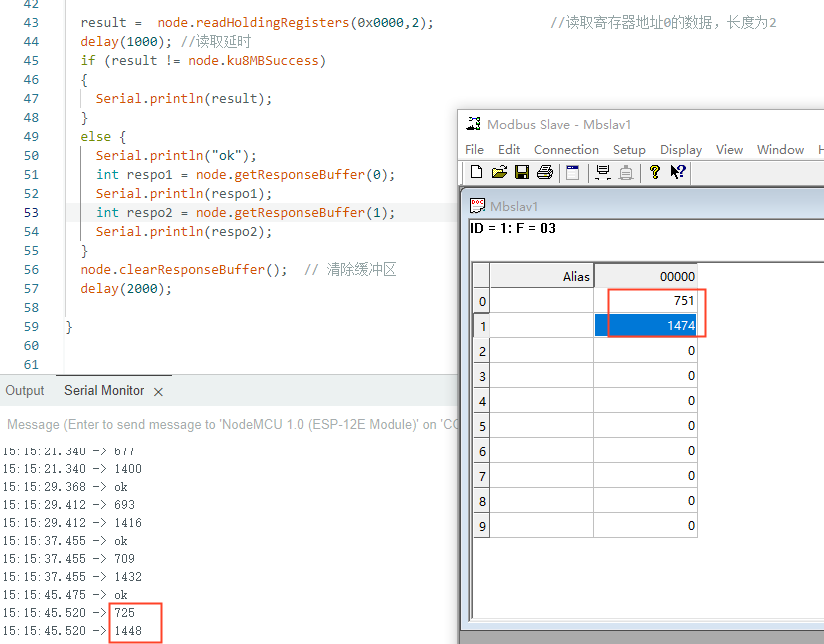 42
43 result =  node.readHoldingRegisters(0x0000,2); //读取寄存器地址0的数据，长度为2
44 delay(1000); //读取延时
45 if (result != node.ku8MBSuccess)
46 {
47 Serial.println(result);
48 }
49 else {
50 Serial.println("ok");
51 int respo1 = node.getResponseBuffer(0);
52 Serial.println(respo1);
53 int respo2 = node.getResponseBuffer(1);
54 Serial.println(respo2);
55 }
56 node.clearResponseBuffer();  // 清除缓冲区
57 delay(2000);
58
59 }
60
61
Output Serial Monitor
Message (Enter to send message to 'NodeMCU 1.0 (ESP-12E Module)' on 'CO
15:15:21.340 -> 677
15:15:21.340 -> 1400
15:15:29.368 -> ok
15:15:29.412 -> 693
15:15:29.412 -> 1416
15:15:37.455 -> ok
15:15:37.455 -> 709
15:15:37.455 -> 1432
15:15:45.475 -> ok
15:15:45.520 -> 725
15:15:45.520 -> 1448
Modbus Slave - Mbslav1
File Edit Connection Setup Display View Window H
Mbslav1
ID = 1: F = 03
Alias 00000
0 751
1 1474
2 0
3 0
4 0
5 0
6 0
7 0
8 0
9 0